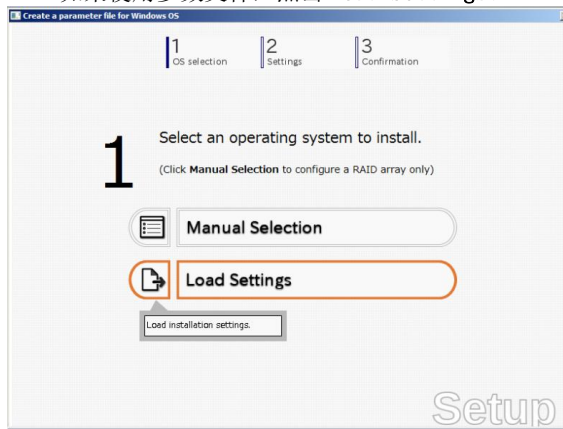 Create a parameter file for Windows OS
1
OS selection
2
Settings
3
Confirmation
1
Select an operating system to install.
(Click Manual Selection to configure a RAID array only)
Manual Selection
Load Settings
Load installation settings.
Setup